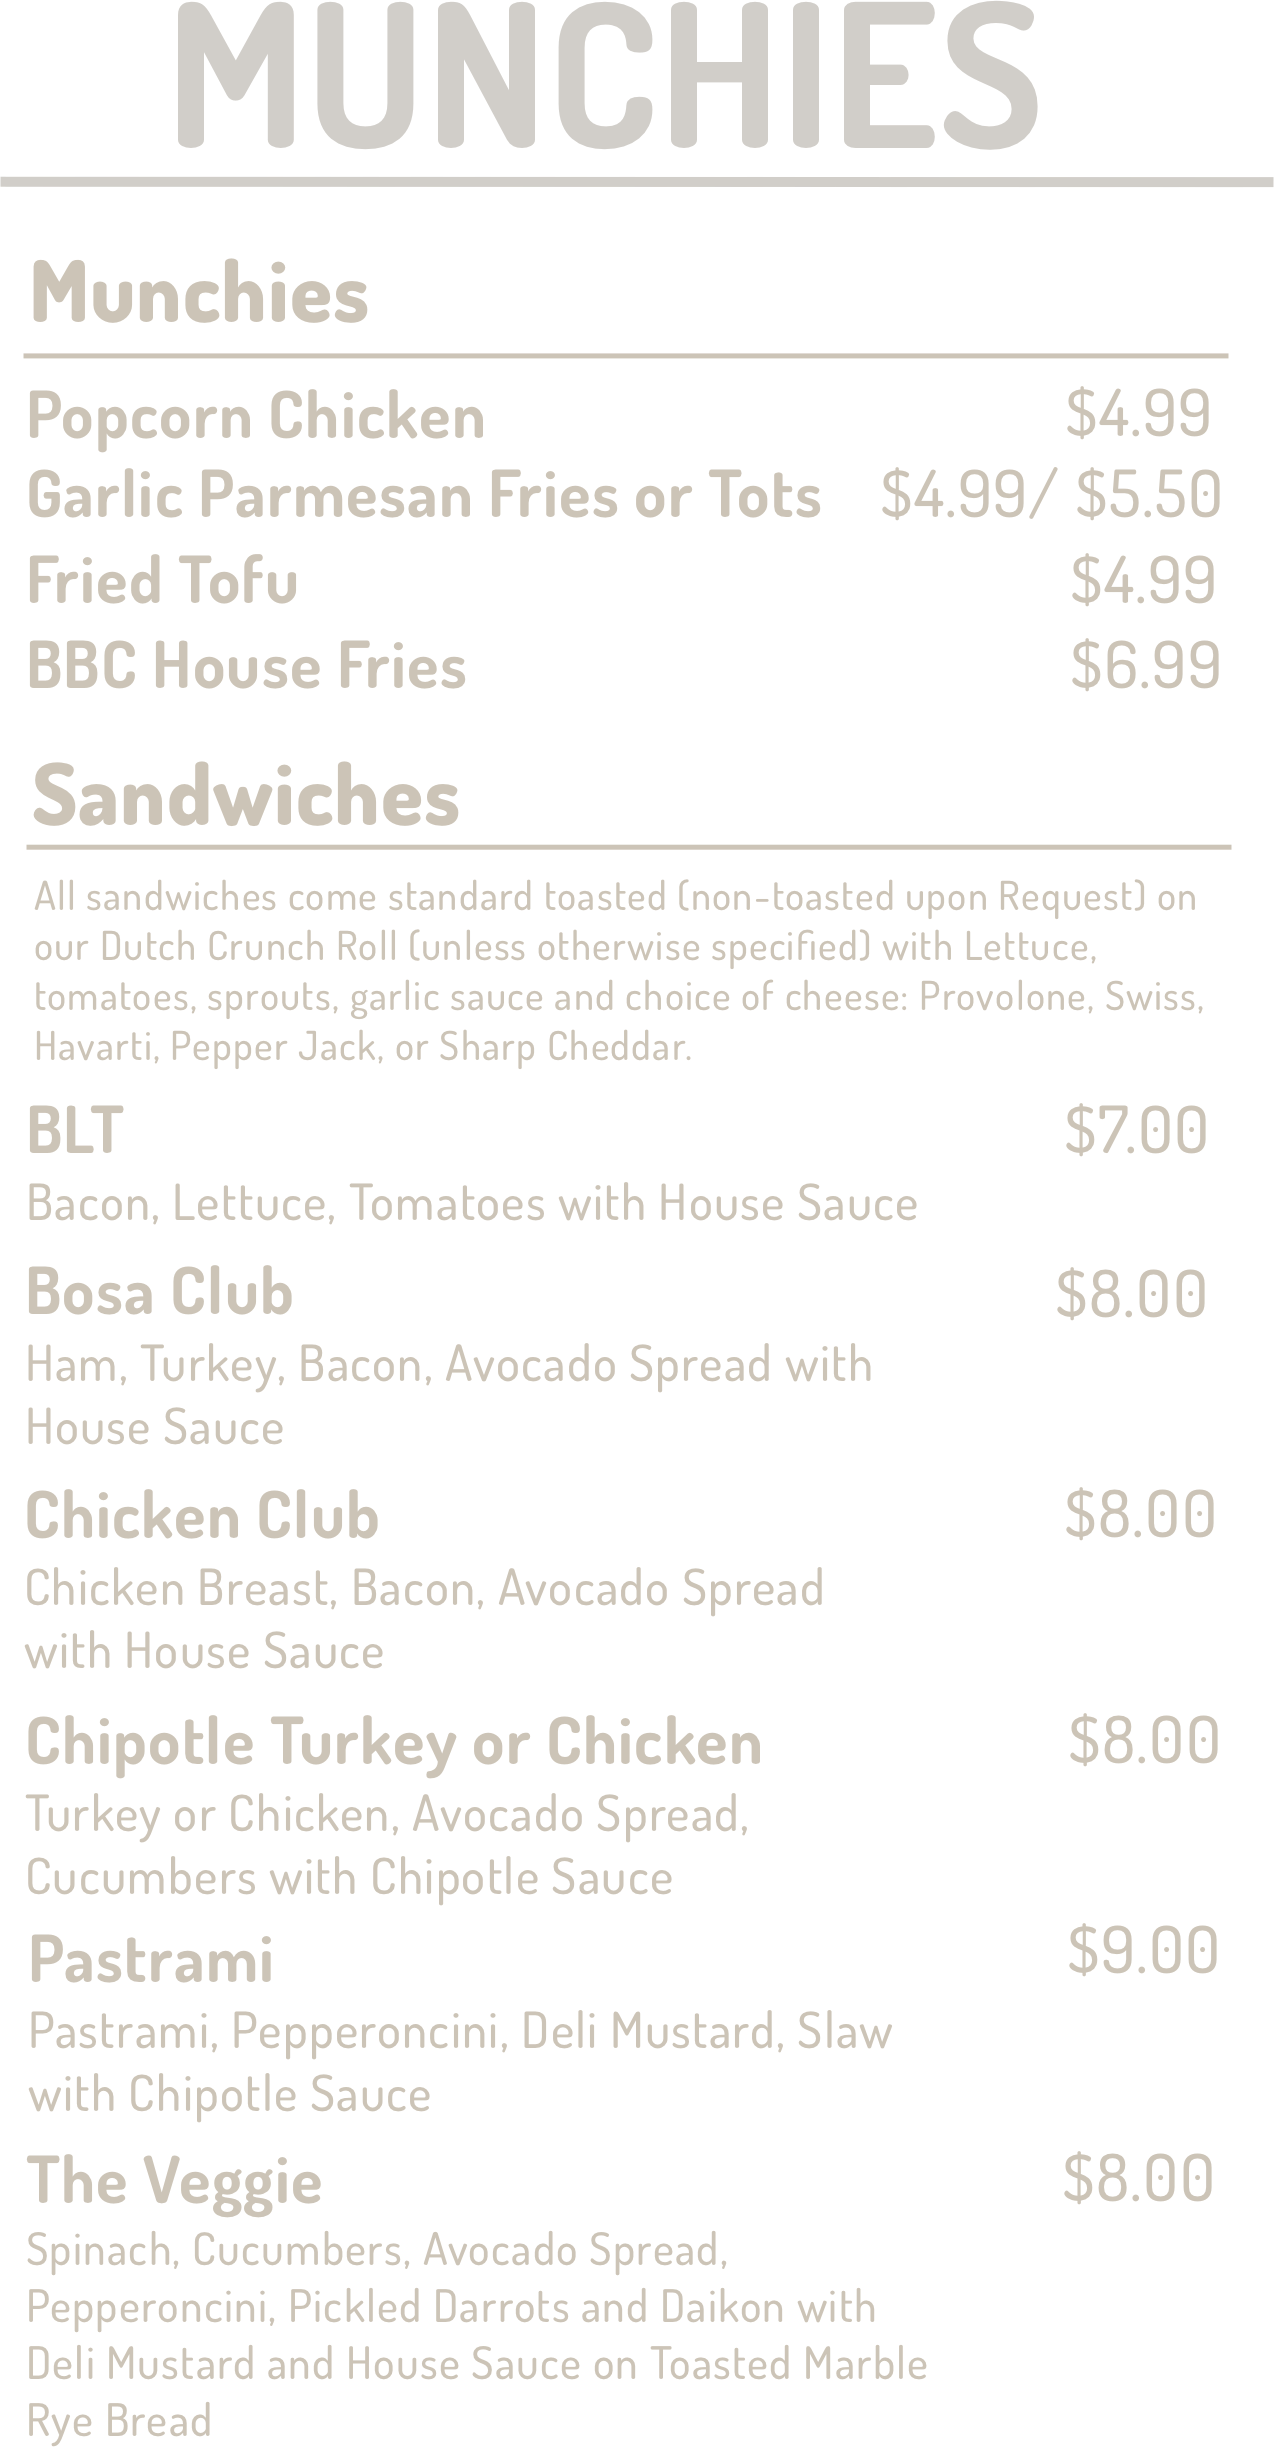 MUNCHIES
Munchies
Popcorn Chicken $4.99
Garlic Parmesan Fries or Tots $4.99/ $5.50
Fried Tofu $4.99
BBC House Fries $6.99
Sandwiches
All sandwiches come standard toasted (non-toasted upon Request) on
our Dutch Crunch Roll (unless otherwise specified) with Lettuce,
tomatoes, sprouts, garlic sauce and choice of cheese: Provolone, Swiss,
Havarti, Pepper Jack, or Sharp Cheddar.
BLT $7.00
Bacon, Lettuce, Tomatoes with House Sauce
Bosa Club $8.00
Ham, Turkey, Bacon, Avocado Spread with
House Sauce
Chicken Club $8.00
Chicken Breast, Bacon, Avocado Spread
with House Sauce
Chipotle Turkey or Chicken $8.00
Turkey or Chicken, Avocado Spread,
Cucumbers with Chipotle Sauce
Pastrami $9.00
Pastrami, Pepperoncini, Deli Mustard, Slaw
with Chipotle Sauce
The Veggie $8.00
Spinach, Cucumbers, Avocado Spread,
Pepperoncini, Pickled Darrots and Daikon with
Deli Mustard and House Sauce on Toasted Marble
Rye Bread